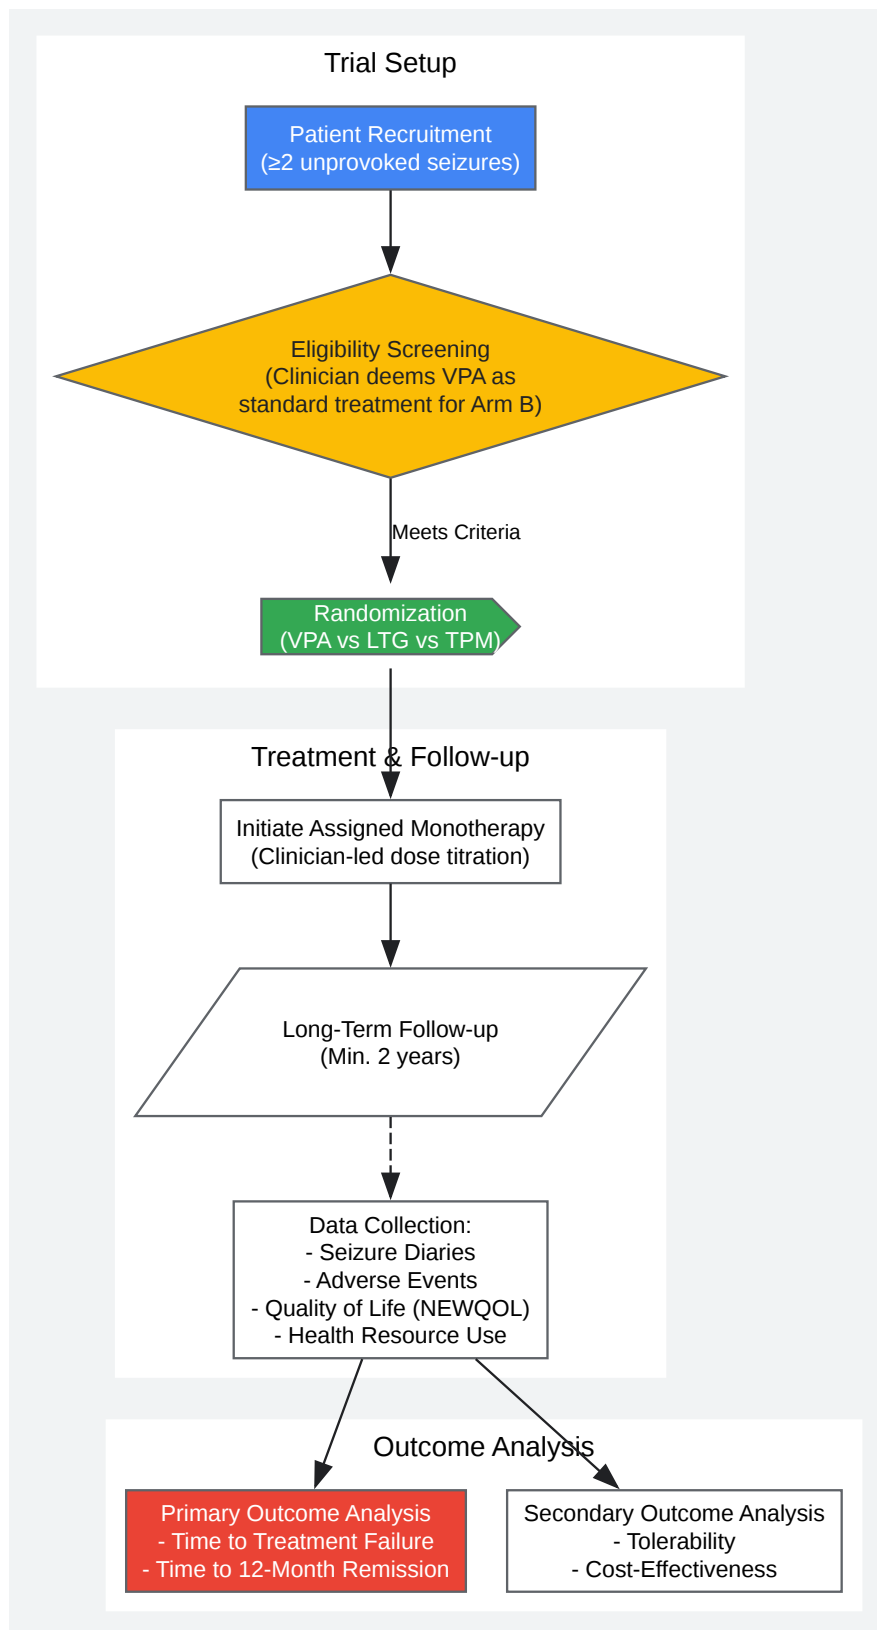 Trial Setup
Patient Recruitment
(≥2 unprovoked seizures)
Eligibility Screening
(Clinician deems VPA as
standard treatment for Arm B)
Meets Criteria
Randomization
(VPA vs LTG vs TPM)
Treatment & Follow-up
Initiate Assigned Monotherapy
(Clinician-led dose titration)
Long-Term Follow-up
(Min. 2 years)
Data Collection:
- Seizure Diaries
- Adverse Events
- Quality of Life (NEWQOL)
- Health Resource Use
Outcome Analysis
Primary Outcome Analysis
- Time to Treatment Failure
- Time to 12-Month Remission
Secondary Outcome Analysis
- Tolerability
- Cost-Effectiveness